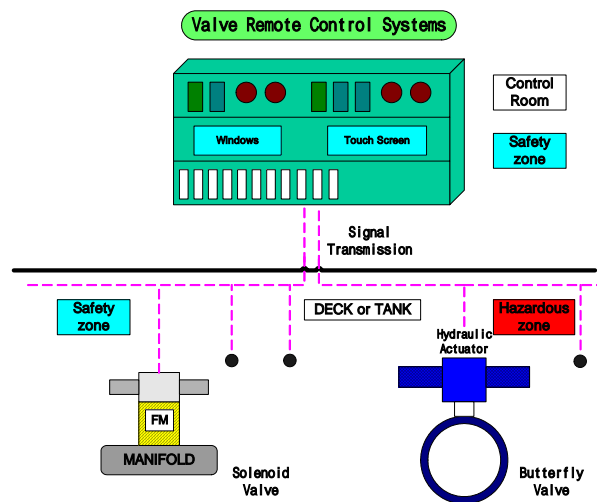 Valve Remote Control Systems
Control
Room
Windows
Touch Screen
Safety
zone
Signal
Transmission
Safety
zone
DECK or TANK
Hazardous
zone
Hydraulic
Actuator
FM
MANIFOLD
Solenoid
Valve
Butterfly
Valve